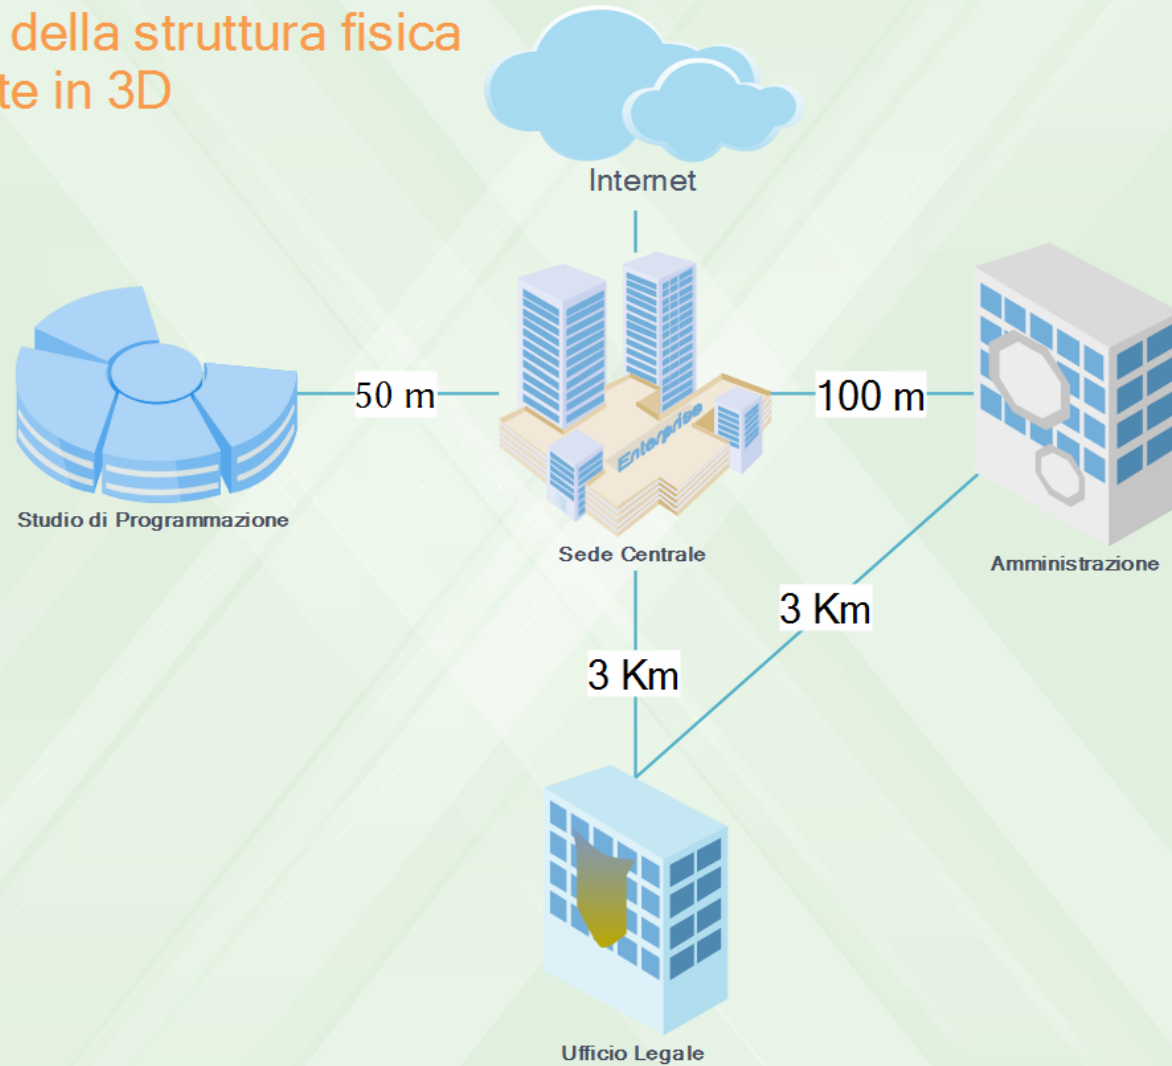 della struttura fisica
te in 3D
Internet
50 m
100 m
Enterprise
Studio di Programmazione
Sede Centrale
Amministrazione
3 Km
3 Km
Ufficio Legale